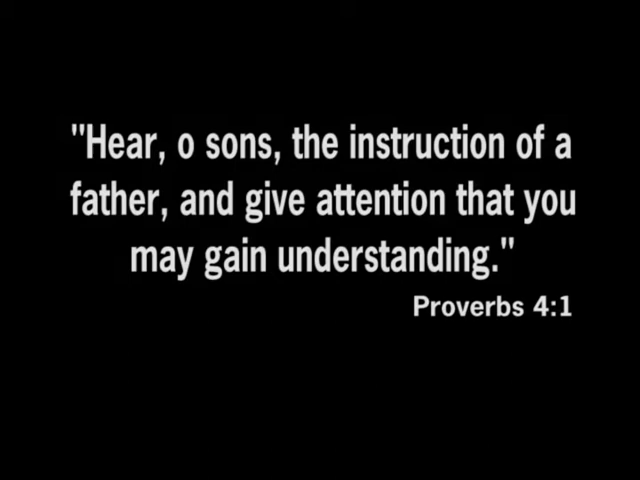 "Hear, o sons, the instruction of a
father, and give attention that you
may gain understanding."
Proverbs 4:1